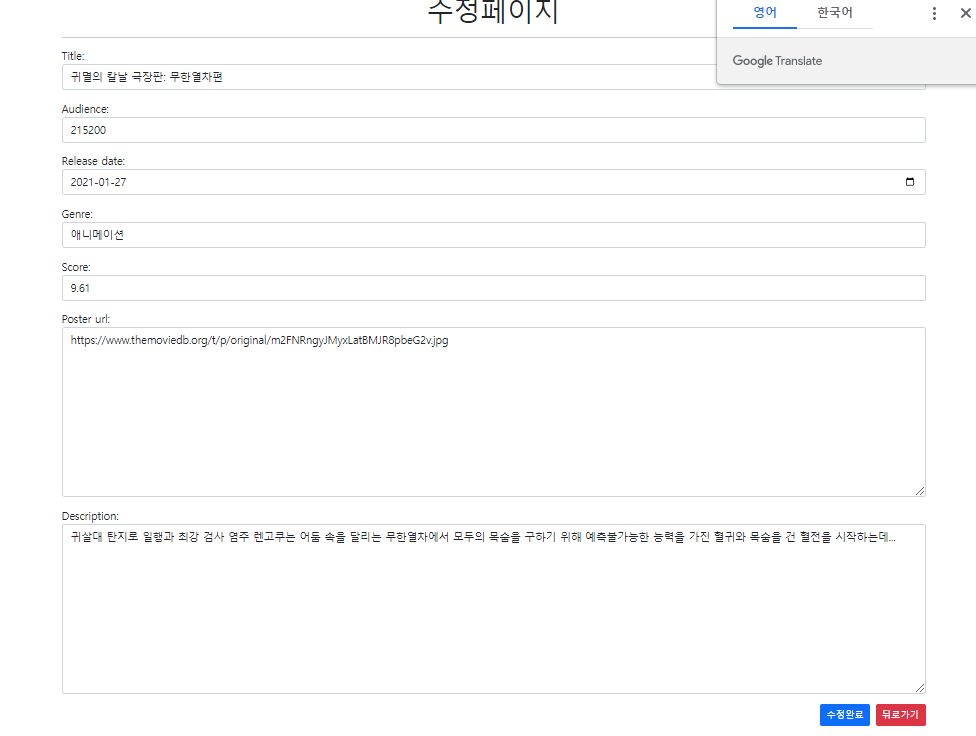 수정페이지
영어 한국어
Google Translate
Title:
귀멸의 칼날 극장판: 무한열차편
Audience:
215200
Release date:
2021-01-27
Genre:
애니메이션
Score:
9.61
Poster url:
https://www.themoviedb.org/t/p/original/m2FNRngyJMyxLatBMJR8pbeG2v.jpg
Description:
귀살대 탄지로 일행과 최강 검사 염주 렌고쿠는 어둠 속을 달리는 무한열차에서 모두의 목숨을 구하기 위해 예측불가능한 능력을 가진 혈귀와 목숨을 건 혈전을 시작하는데...
수정완료 뒤로가기